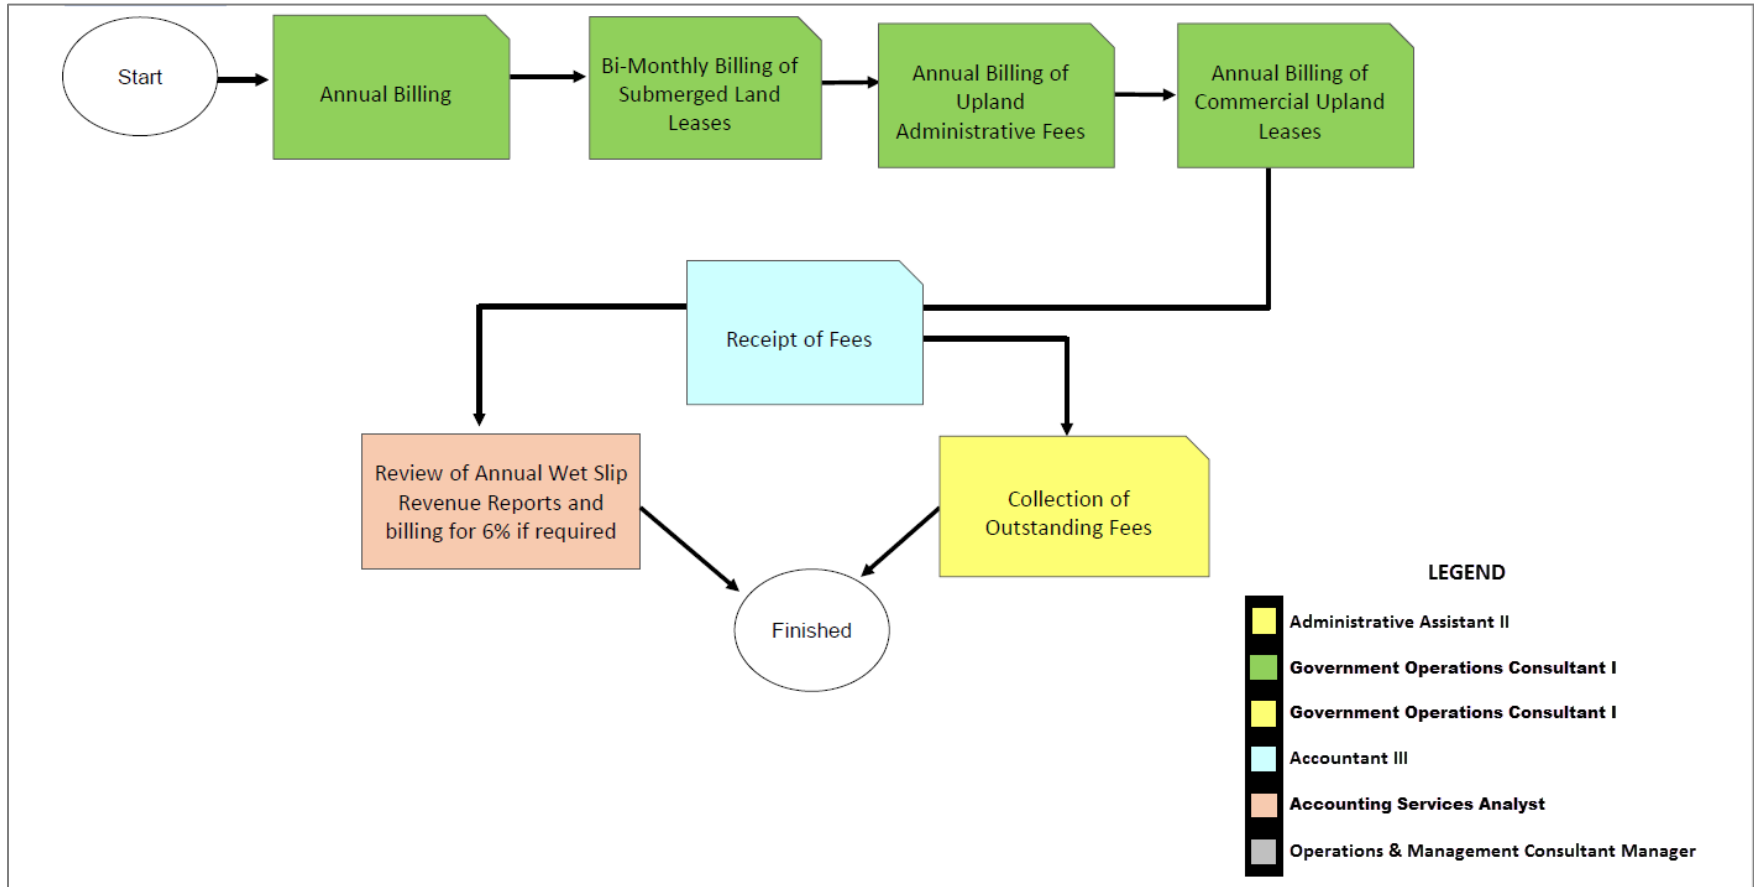 Start
Annual Billing
Bi-Monthly Billing of
Submerged Land
Leases
Annual Billing of
Upland
Administrative Fees
Annual Billing of
Commercial Upland
Leases
Receipt of Fees
Review of Annual Wet Slip
Revenue Reports and
billing for 6% if required
Collection of
Outstanding Fees
Finished
LEGEND
Administrative Assistant II
Government Operations Consultant I
Government Operations Consultant I
Accountant III
Accounting Services Analyst
Operations & Management Consultant Manager